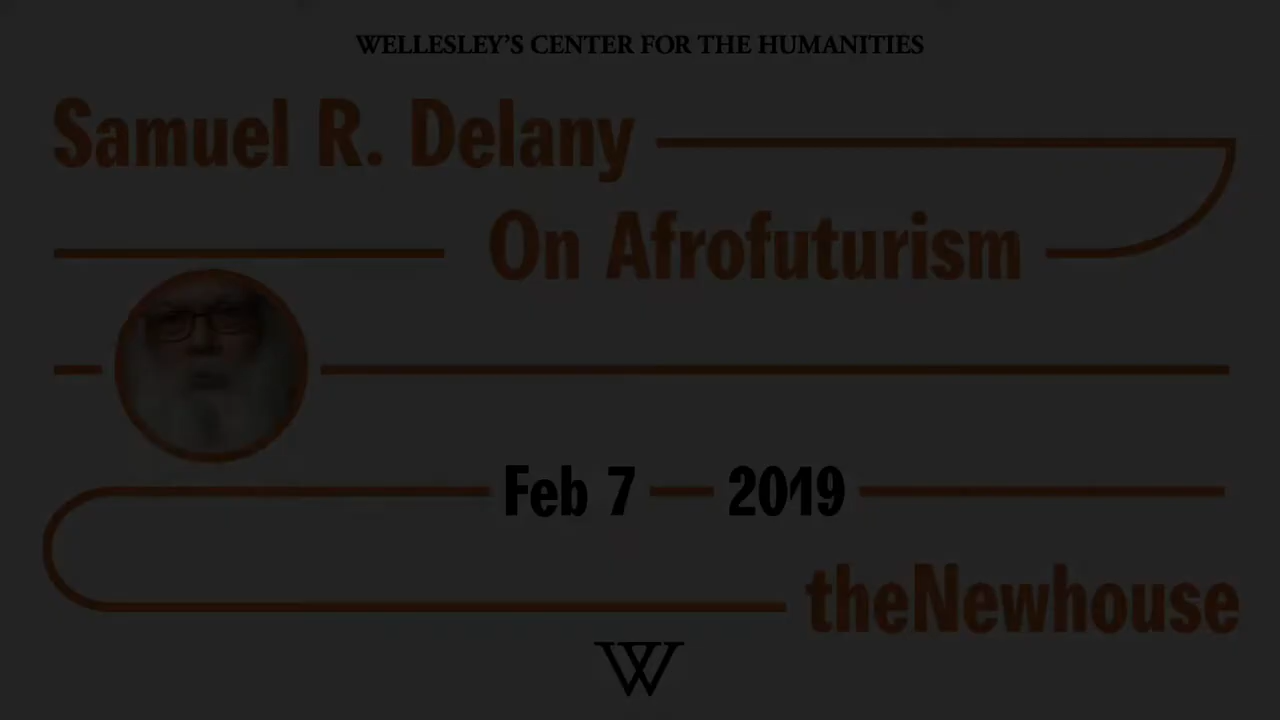 WELLESLEY'S CENTER FOR THE HUMANITIES
Samuel R. Delany
On Afrofuturism
Feb 7 — 2019
theNewhouse
W